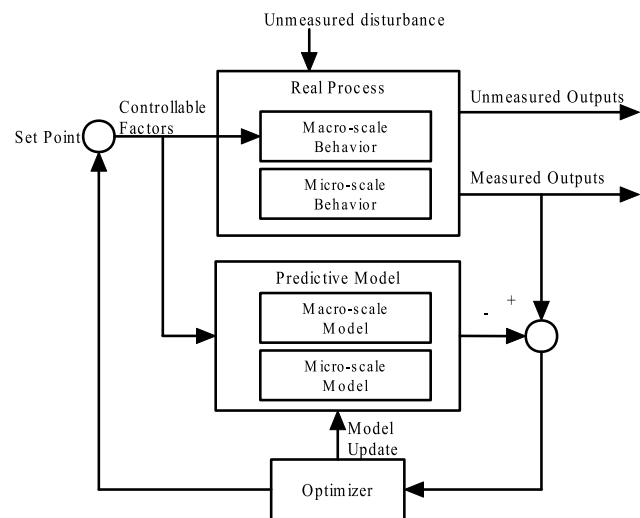 Unmeasured disturbance
Real Process
Unmeasured Outputs
Controllable
Factors
Set Point
Macro-scale
Behavior
Micro-scale
Behavior
Measured Outputs
Predictive Model
Macro-scale
Model
Micro-scale
Model
- +
Model
Update
Optimizer